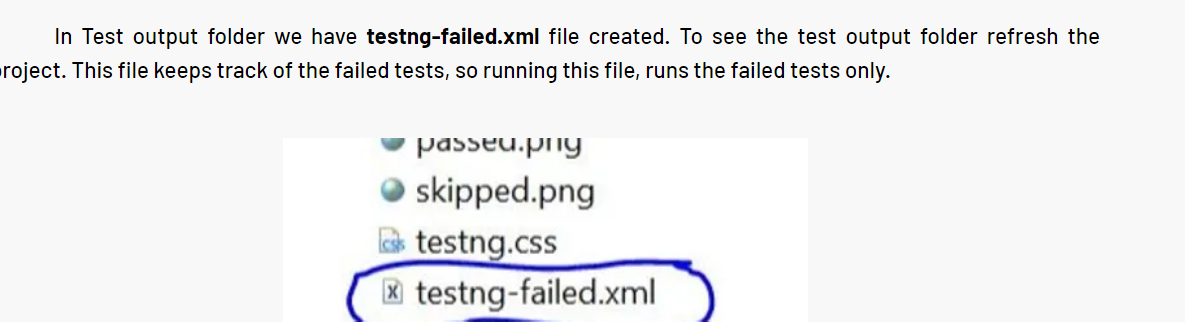 In Test output folder we have testng-failed.xml file created. To see the test output folder refresh the
roject. This file keeps track of the failed tests, so running this file, runs the failed tests only.
passed.png
skipped.png
css testng.css
X testng-failed.xml